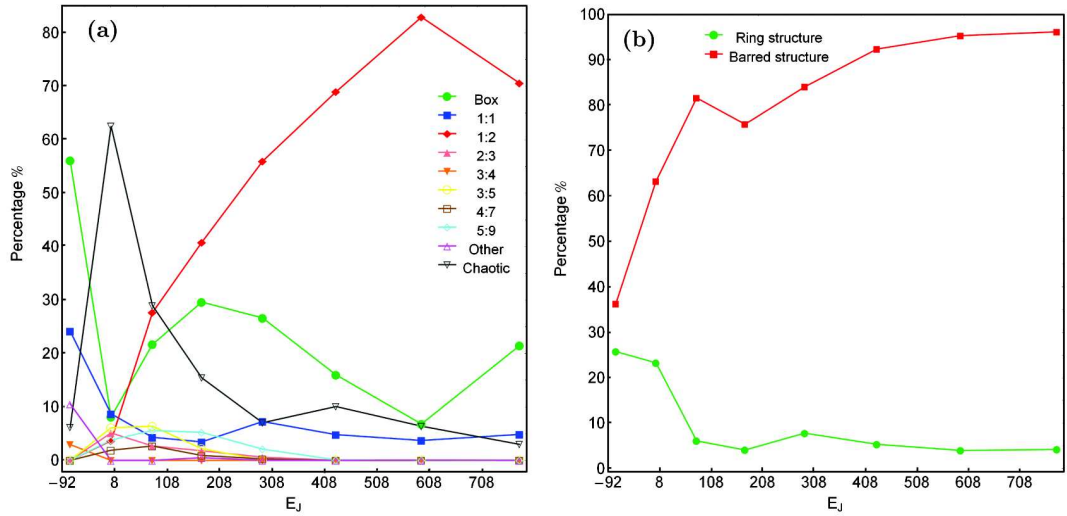 (a)
Percentage %
80
70
60
50
40
30
20
10
0
Box
1:1
1:2
2:3
3:4
3:5
4:7
5:9
Other
Chaotic
−92 8 108 208 308 408 508 608 708
E_J
(b)
Percentage %
100
90
80
70
60
50
40
30
20
10
0
Ring structure
Barred structure
−92 8 108 208 308 408 508 608 708
E_J